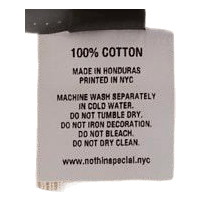 100% COTTON
MADE IN HONDURAS
PRINTED IN NYC
MACHINE WASH SEPARATELY
IN COLD WATER.
DO NOT TUMBLE DRY.
DO NOT IRON DECORATION.
DO NOT BLEACH.
DO NOT DRY CLEAN.
www.nothinspecial.nyc